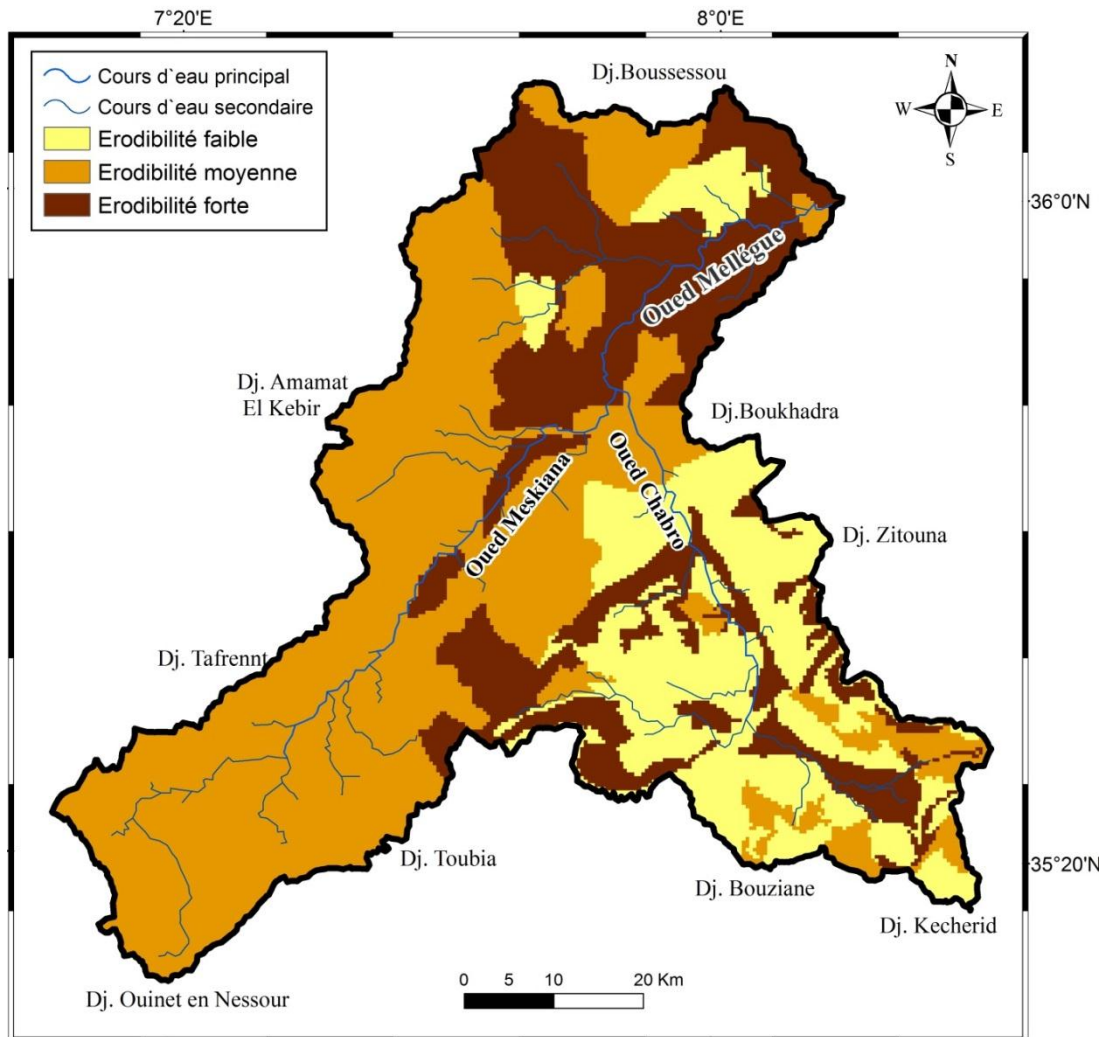 7°20'E
8°0'E
Cours d`eau principal
Cours d`eau secondaire
Erodibilité faible
Erodibilité moyenne
Erodibilité forte
Dj.Boussessou
N
W
E
S
36°0'N
Oued Mellégue
Dj. Amamat
El Kebir
Dj.Boukhadra
Oued Meskiana
Oued Chabro
Dj. Zitouna
Dj. Tafrennt
Dj. Toubia
Dj. Bouziane
35°20'N
Dj. Kecherid
Dj. Ouinet en Nessour
0 5 10 20 Km